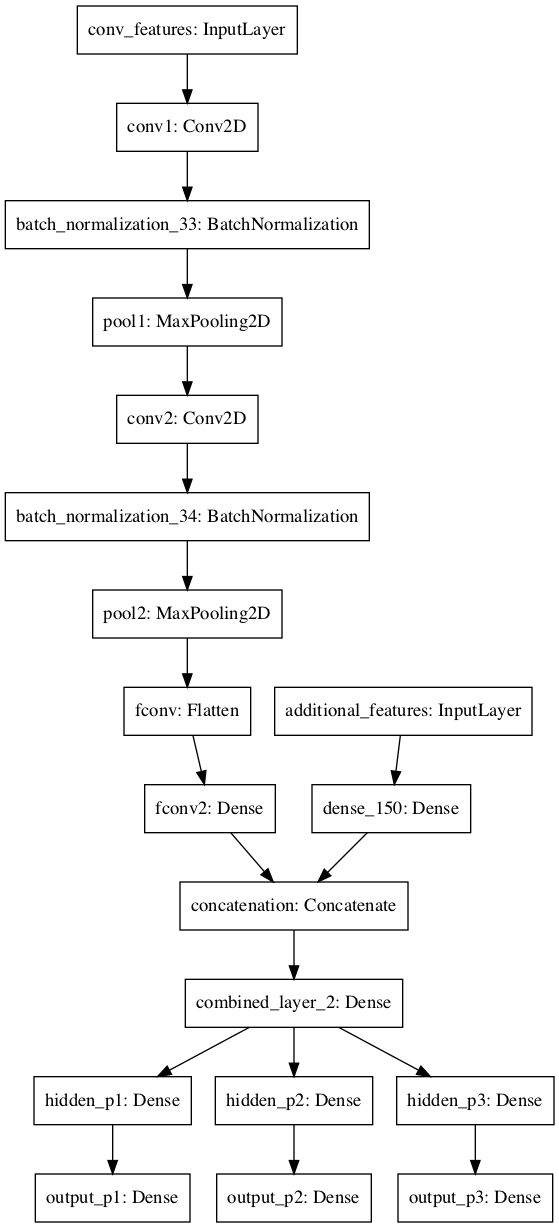 conv_features: InputLayer
conv1: Conv2D
batch_normalization_33: BatchNormalization
pool1: MaxPooling2D
conv2: Conv2D
batch_normalization_34: BatchNormalization
pool2: MaxPooling2D
fconv: Flatten
additional_features: InputLayer
fconv2: Dense
dense_150: Dense
concatenation: Concatenate
combined_layer_2: Dense
hidden_p1: Dense
hidden_p2: Dense
hidden_p3: Dense
output_p1: Dense
output_p2: Dense
output_p3: Dense